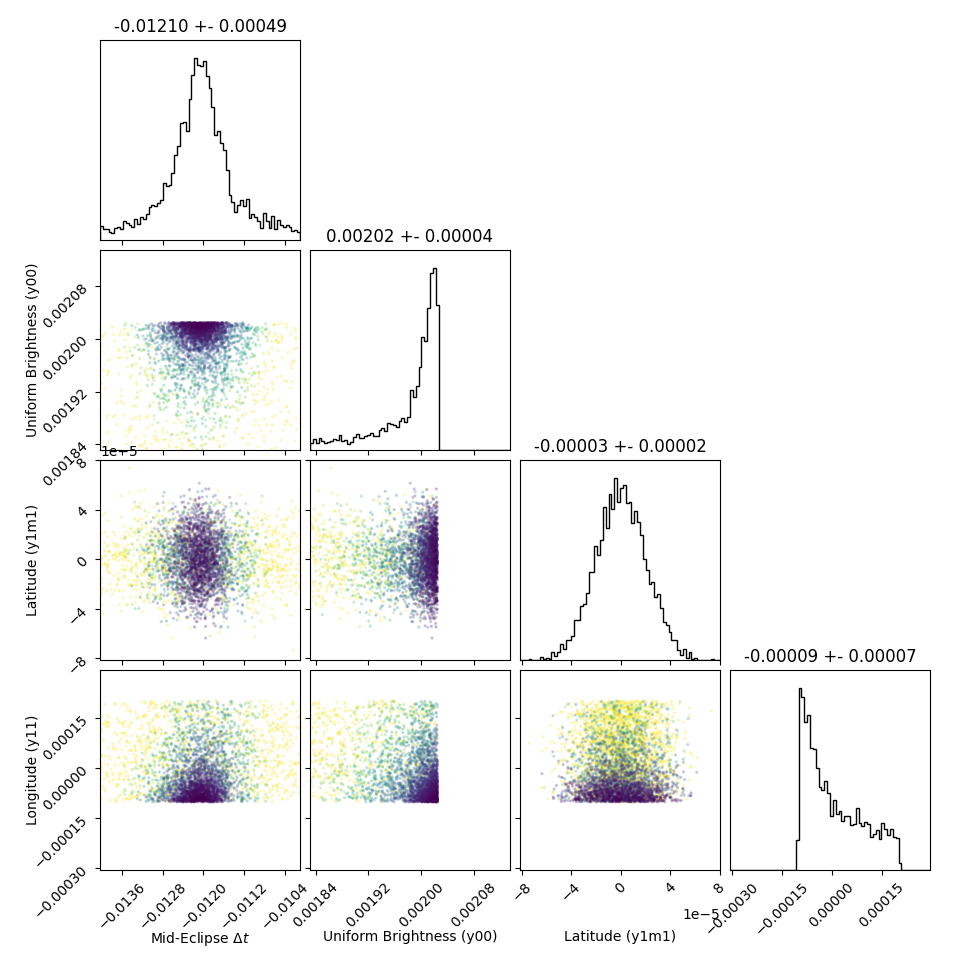 -0.01210 +- 0.00049
0.00202 +- 0.00004
Uniform Brightness (y00)
0.00208
0.00200
0.00192
0.00184
1e−5
-0.00003 +- 0.00002
Latitude (y1m1)
8
4
0
−4
−8
-0.00009 +- 0.00007
Longitude (y11)
0.00015
0.00000
−0.00015
−0.00030
−0.0136
−0.0128
−0.0120
−0.0112
−0.0104
Mid-Eclipse Δt
0.00184
0.00192
0.00200
0.00208
Uniform Brightness (y00)
−8
−4
0
4
8
1e−5
Latitude (y1m1)
−0.00030
−0.00015
0.00000
0.00015